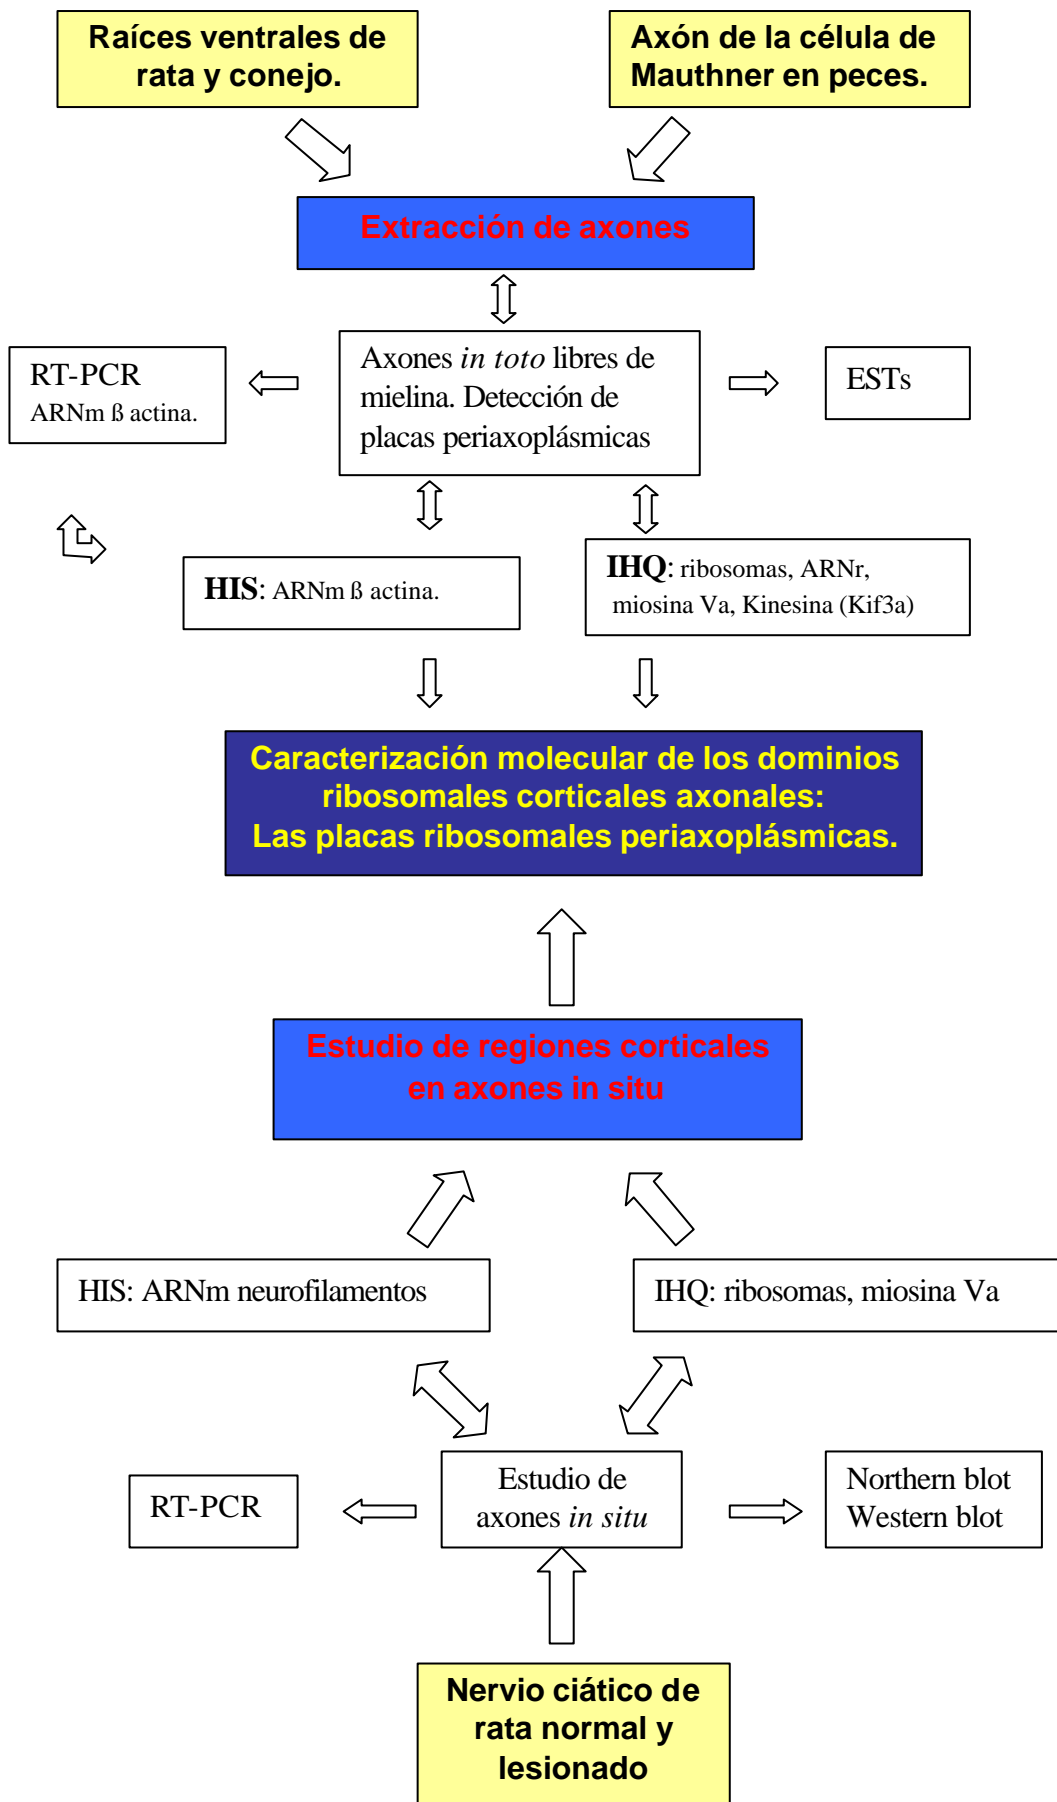 Raíces ventrales de
rata y conejo.
Axón de la célula de
Mauthner en peces.
Extracción de axones
RT-PCR
ARNm ß actina.
Axones in toto libres de
mielina. Detección de
placas periaxoplásmicas
ESTs
HIS: ARNm ß actina.
IHQ: ribosomas, ARNr,
miosina Va, Kinesina (Kif3a)
Caracterización molecular de los dominios
ribosomales corticales axonales:
Las placas ribosomales periaxoplásmicas.
Estudio de regiones corticales
en axones in situ
HIS: ARNm neurofilamentos
IHQ: ribosomas, miosina Va
RT-PCR
Estudio de
axones in situ
Northern blot
Western blot
Nervio ciático de
rata normal y
lesionado